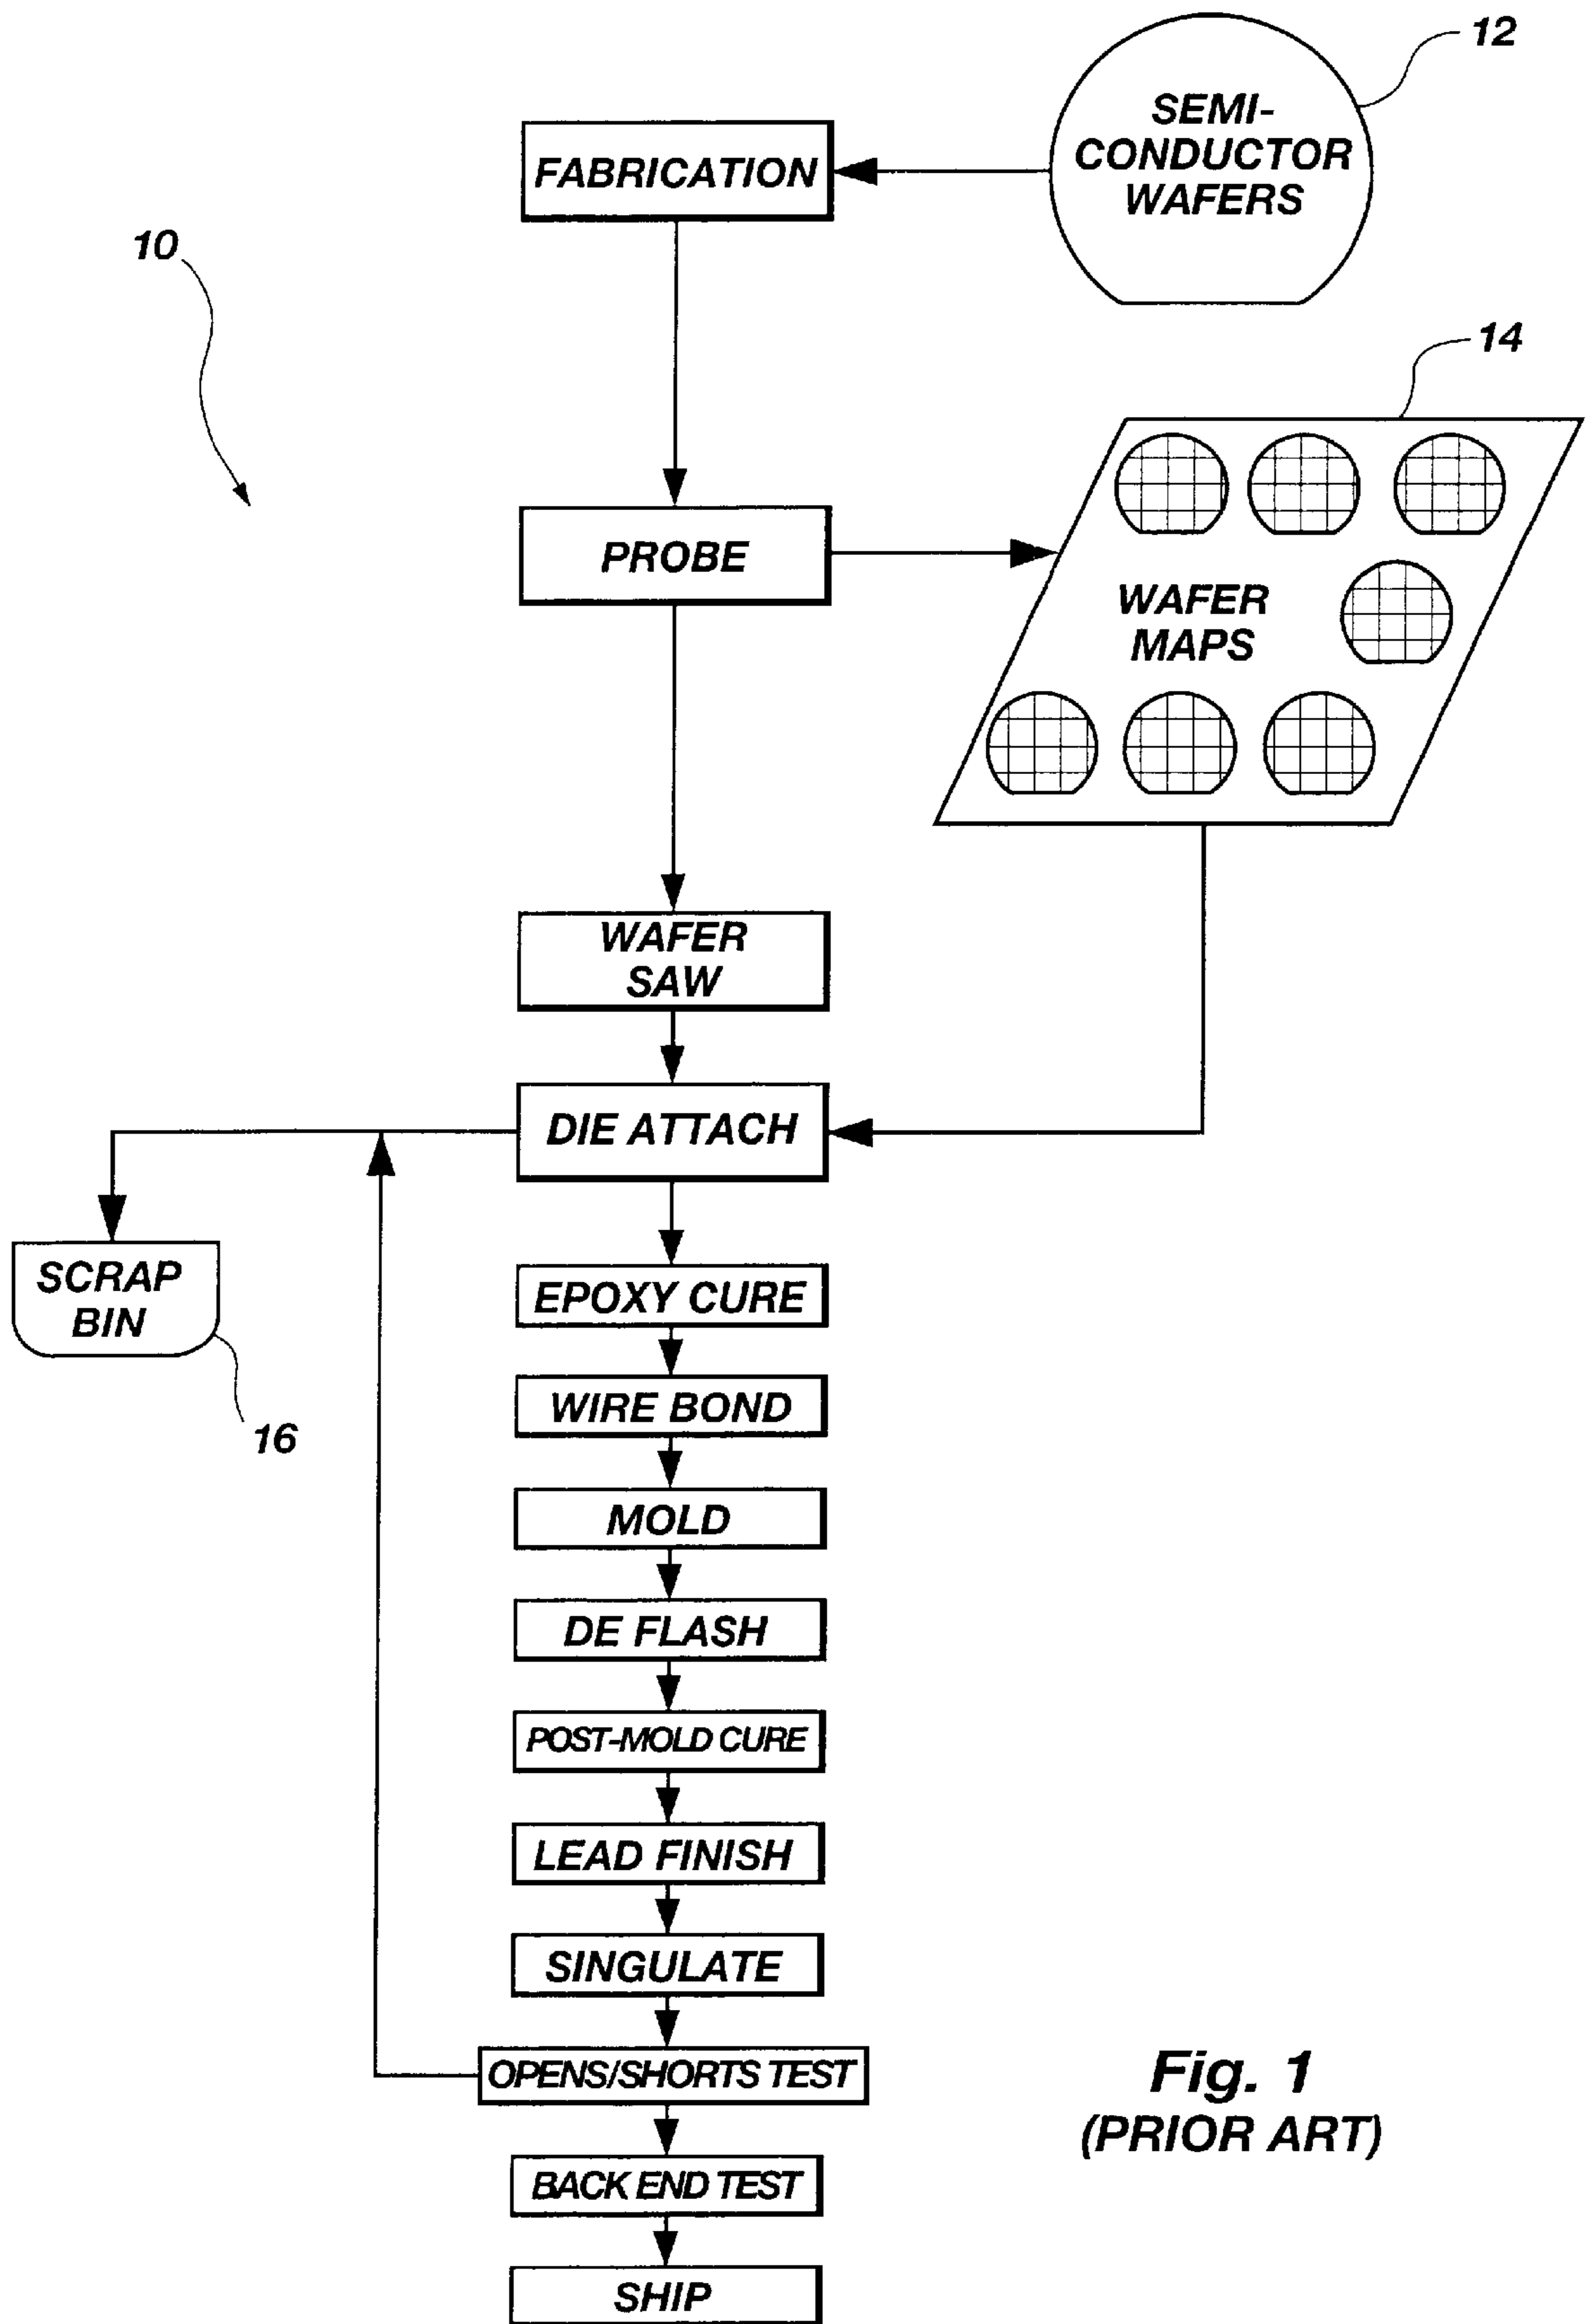 12
SEMI-
CONDUCTOR
WAFERS
FABRICATION
10
14
PROBE
WAFER
MAPS
WAFER
SAW
DIE ATTACH
SCRAP
BIN
16
EPOXY CURE
WIRE BOND
MOLD
DE FLASH
POST-MOLD CURE
LEAD FINISH
SINGULATE
OPENS/SHORTS TEST
BACK END TEST
SHIP
Fig. 1
(PRIOR ART)